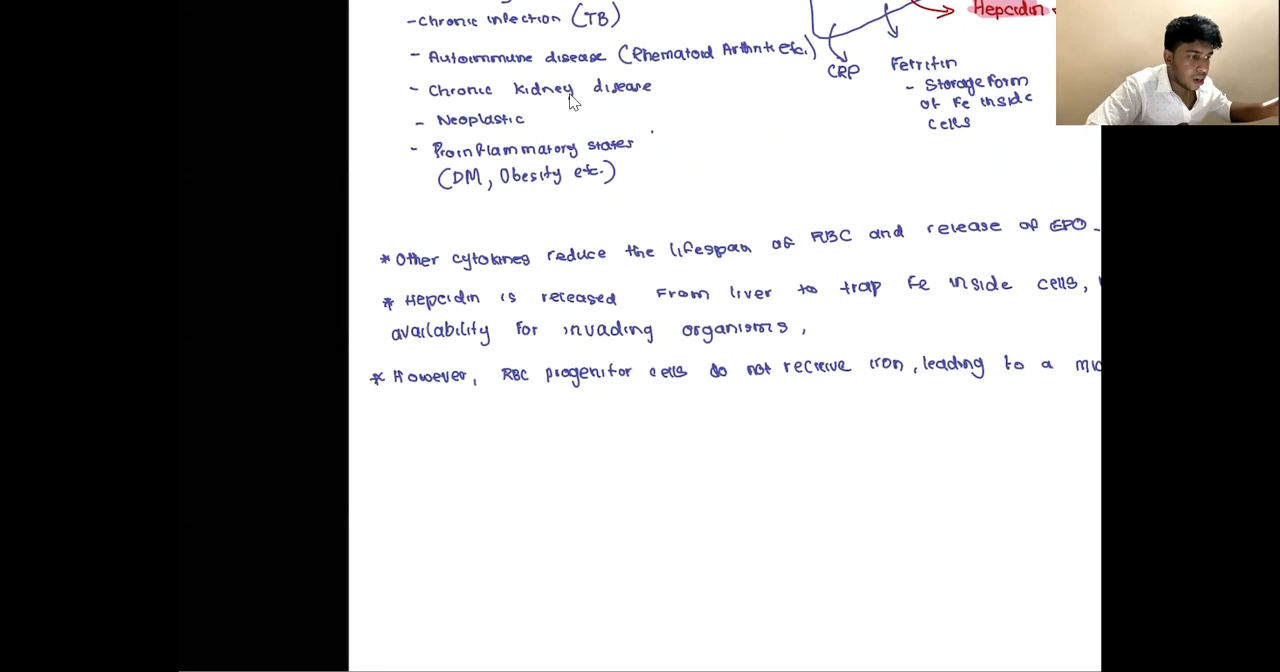 -Chronic infection (TB)
- Autoimmune disease (Rhematoid Arthritis etc.)
- Chronic Kidney disease
- Neoplastic
- Proinflammatory states
(DM, Obesity etc.)
Hepcidin
CRP
Ferritin
- Storage form
of Fe inside
cells
* Other cytokines reduce the lifespan of RBC and release of EPO
* Hepcidin is released from liver to trap Fe inside cells,
availability for invading organisms,
* However, RBC progenitor cells do not recieve iron, leading to a